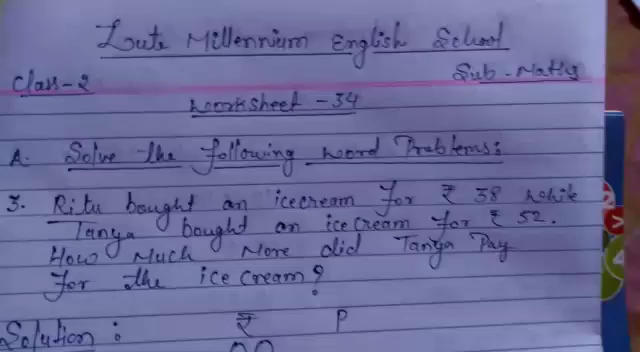 Lute Millennium English School
Class-2 Sub-Maths
Worksheet-34
A. Solve the following word Problems:
3. Ritu bought an icecream for ₹ 38 while
Tanya bought an ice cream for ₹ 52.
How Much More did Tanya Pay
for the ice cream?
Solution: ₹ P